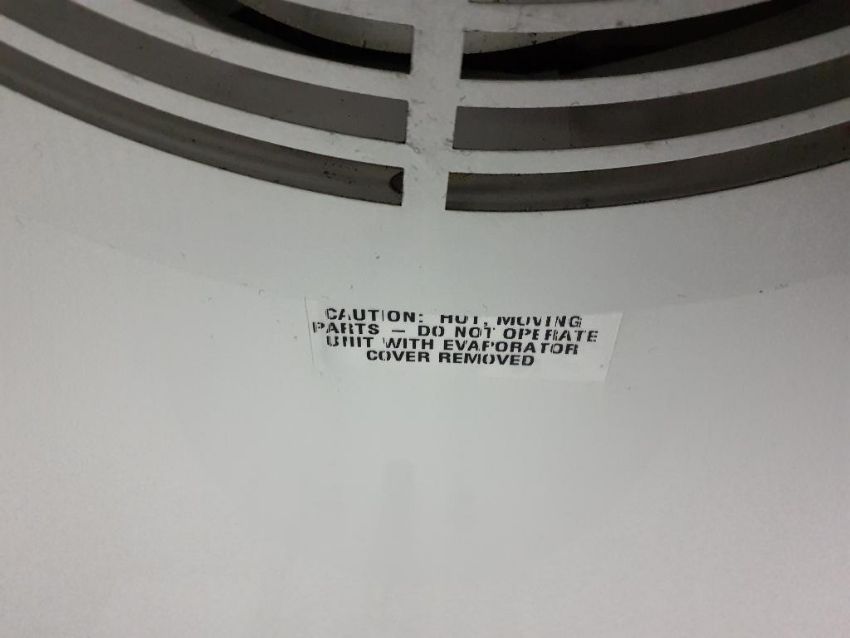 CAUTION: HOT, MOVING
PARTS – DO NOT OPERATE
UNIT WITH EVAPORATOR
COVER REMOVED